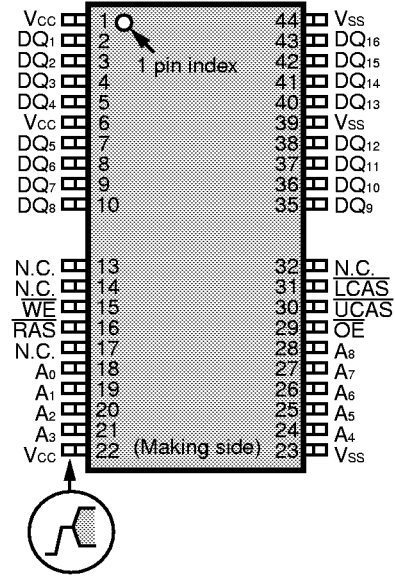 VCC 1 44 VSS
DQ1 2 43 DQ16
1 pin index
DQ2 3 42 DQ15
DQ3 4 41 DQ14
DQ4 5 40 DQ13
VCC 6 39 VSS
DQ5 7 38 DQ12
DQ6 8 37 DQ11
DQ7 9 36 DQ10
DQ8 10 35 DQ9
N.C. 13 32 N.C.
N.C. 14 31 LCAS
WE 15 30 UCAS
RAS 16 29 OE
N.C. 17 28 A8
A0 18 27 A7
A1 19 26 A6
A2 20 25 A5
A3 21 24 A4
VCC 22 (Making side) 23 VSS